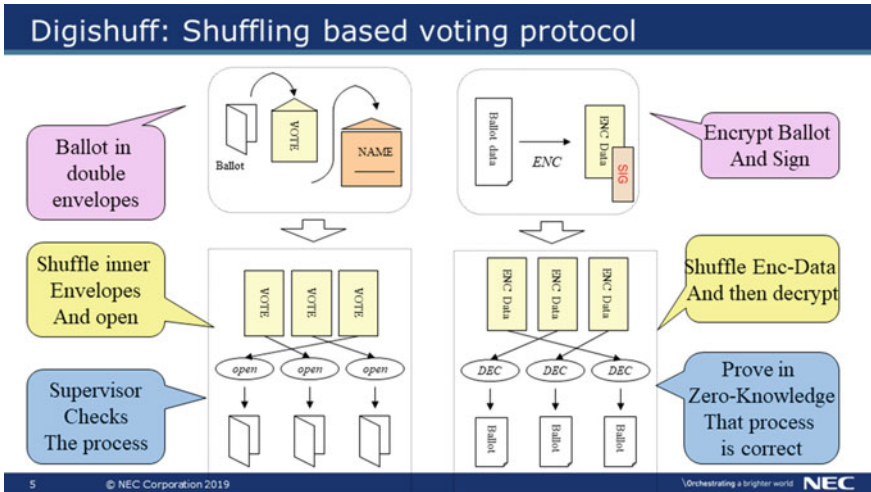 Digishuff: Shuffling based voting protocol
Ballot in
double
envelopes
Ballot
VOTE
NAME
Ballot data
ENC
ENC Data
SIG
Encrypt Ballot
And Sign
Shuffle inner
Envelopes
And open
VOTE
VOTE
VOTE
open
open
open
Supervisor
Checks
The process
ENC Data
ENC Data
ENC Data
DEC
DEC
DEC
Ballot
Ballot
Ballot
Shuffle Enc-Data
And then decrypt
Prove in
Zero-Knowledge
That process
is correct
5
© NEC Corporation 2019
\Orchestrating a brighter world
NEC